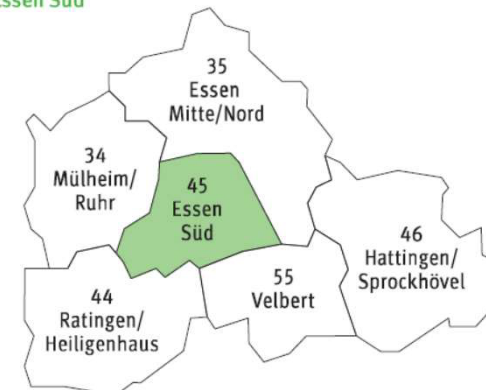 Essen Süd
35
Essen
Mitte/Nord
34
Mülheim/
Ruhr
45
Essen
Süd
46
Hattingen/
Sprockhövel
55
Velbert
44
Ratingen/
Heiligenhaus